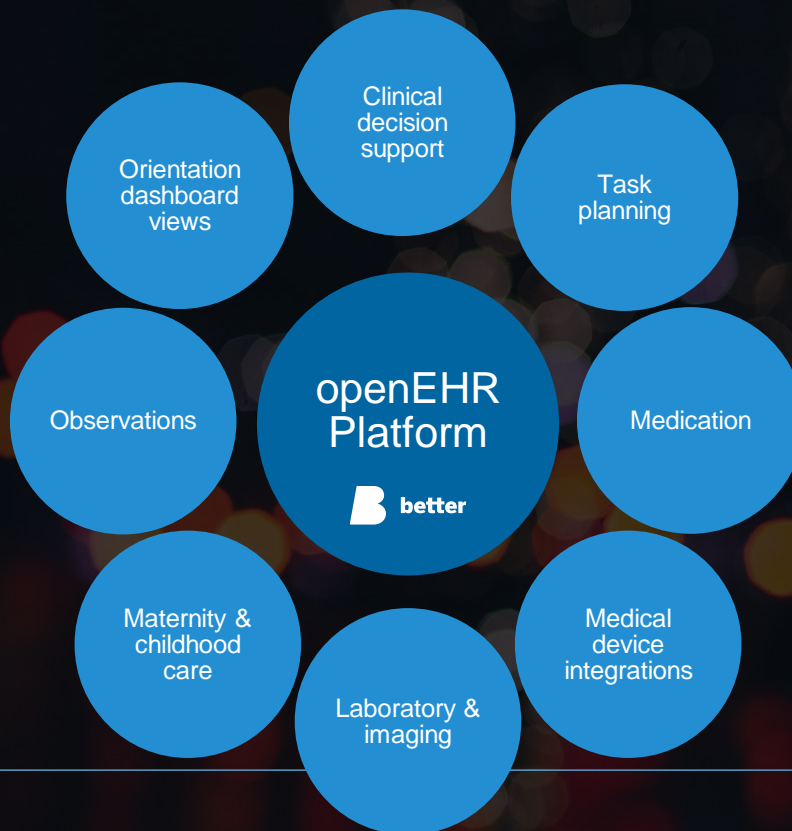 Clinical
decision
support
Orientation
dashboard
views
Task
planning
Observations
openEHR
Platform
better
Medication
Maternity &
childhood
care
Medical
device
integrations
Laboratory &
imaging